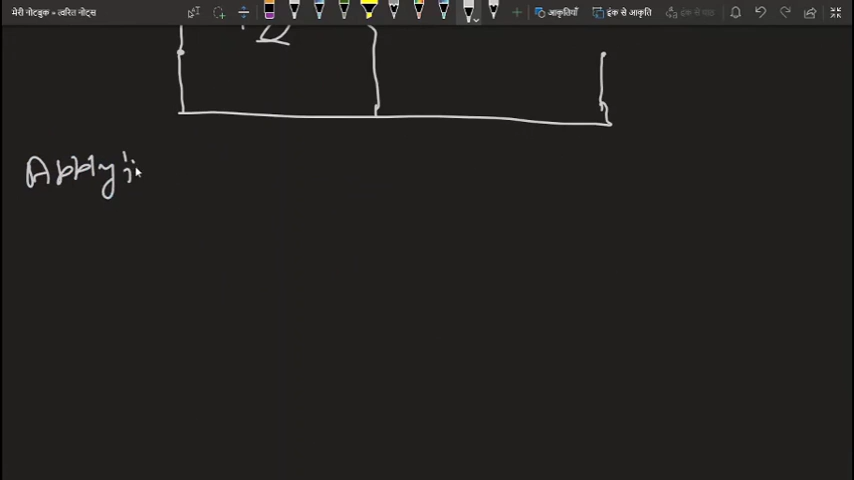 मेरी नोटबुक » त्वरित नोट्स
आकृतियाँ
इंक से आकृति
इंक से पाठ
Applyi